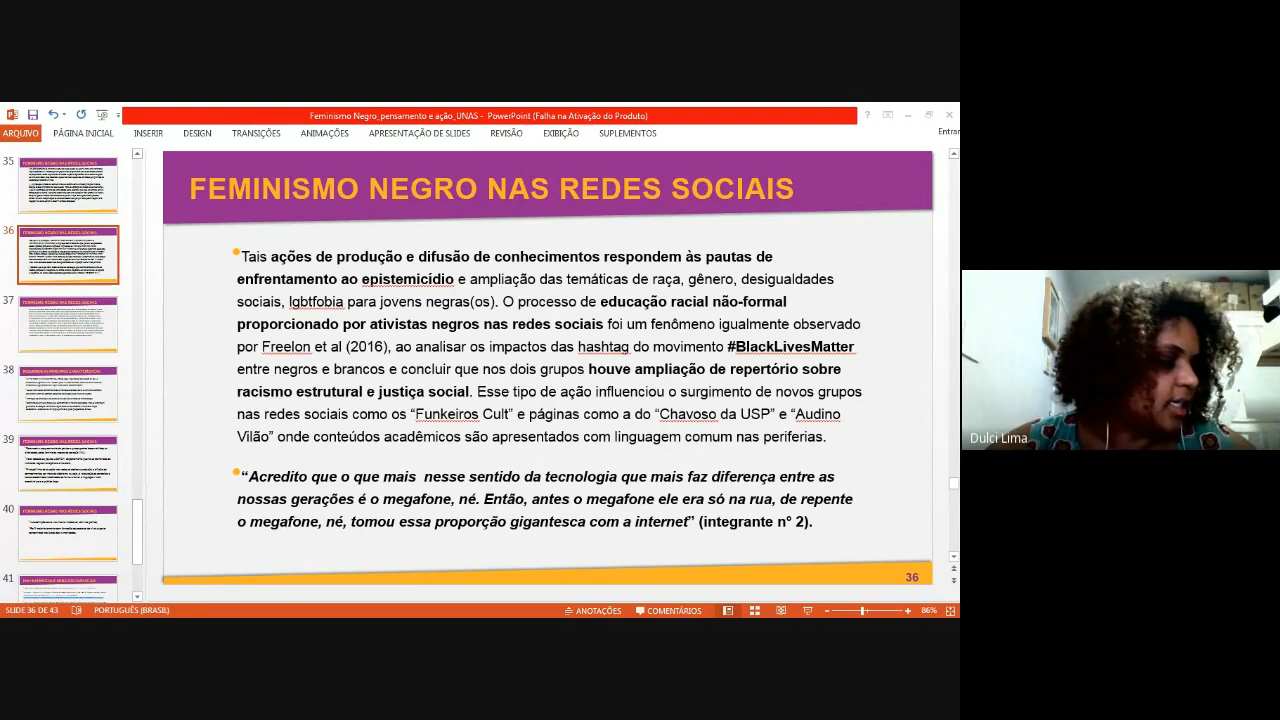 Feminismo Negro_pensamento e ação_UNAS - PowerPoint (Falha na Ativação do Produto)
ARQUIVO PÁGINA INICIAL INSERIR DESIGN TRANSIÇÕES ANIMAÇÕES APRESENTAÇÃO DE SLIDES REVISÃO EXIBIÇÃO SUPLEMENTOS Entrar
35
36
37
38
39
40
41
FEMINISMO NEGRO NAS REDES SOCIAIS
Tais ações de produção e difusão de conhecimentos respondem às pautas de
enfrentamento ao epistemicídio e ampliação das temáticas de raça, gênero, desigualdades
sociais, lgbtfobia para jovens negras(os). O processo de educação racial não-formal
proporcionado por ativistas negros nas redes sociais foi um fenômeno igualmente observado
por Freelon et al (2016), ao analisar os impactos das hashtag do movimento #BlackLivesMatter
entre negros e brancos e concluir que nos dois grupos houve ampliação de repertório sobre
racismo estrutural e justiça social. Esse tipo de ação influenciou o surgimento de novos grupos
nas redes sociais como os “Funkeiros Cult” e páginas como a do “Chavoso da USP” e “Audino
Vilão” onde conteúdos acadêmicos são apresentados com linguagem comum nas periferias.
“Acredito que o que mais nesse sentido da tecnologia que mais faz diferença entre as
nossas gerações é o megafone, né. Então, antes o megafone ele era só na rua, de repente
o megafone, né, tomou essa proporção gigantesca com a internet” (integrante n° 2).
36
Dulci Lima
SLIDE 36 DE 43 PORTUGUÊS (BRASIL) ANOTAÇÕES COMENTÁRIOS 86%